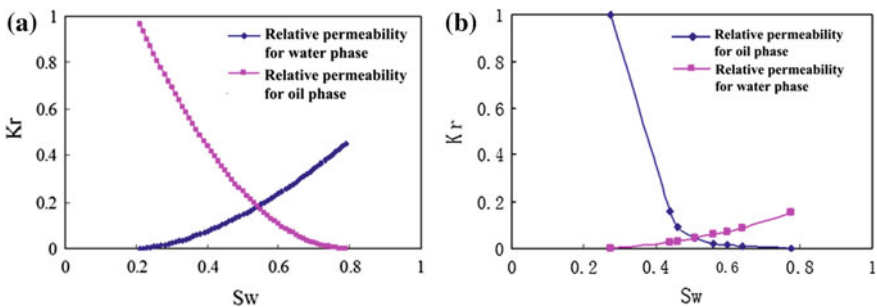 (a)
Kr
1
0.8
0.6
0.4
0.2
0
0
0.2
0.4
0.6
0.8
1
Sw
Relative permeability
for water phase
Relative permeability
for oil phase
(b)
Kr
1
0.8
0.6
0.4
0.2
0
0
0.2
0.4
0.6
0.8
1
Sw
Relative permeability
for oil phase
Relative permeability
for water phase